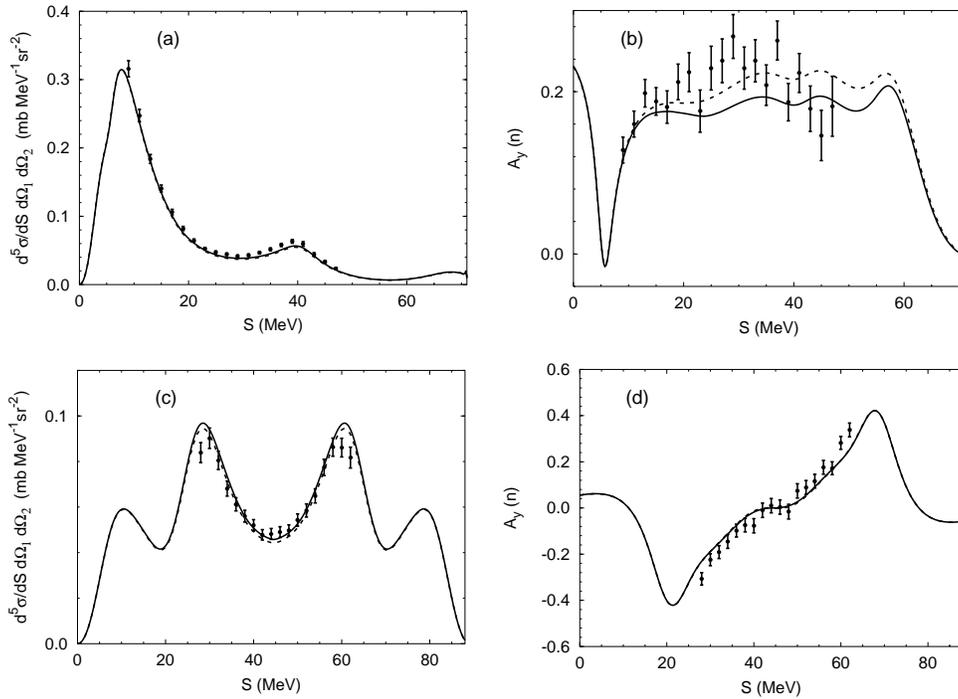 0.4
0.3
0.2
0.1
0.0
(a)
d⁵σ/dS dΩ₁ dΩ₂ (mb MeV⁻¹sr⁻²)
0 20 40 60
S (MeV)
0.2
0.0
(b)
A_y (n)
0 20 40 60
S (MeV)
0.1
0.0
(c)
d⁵σ/dS dΩ₁ dΩ₂ (mb MeV⁻¹sr⁻²)
0 20 40 60 80
S (MeV)
0.6
0.4
0.2
0.0
-0.2
-0.4
-0.6
(d)
A_y (n)
0 20 40 60 80
S (MeV)